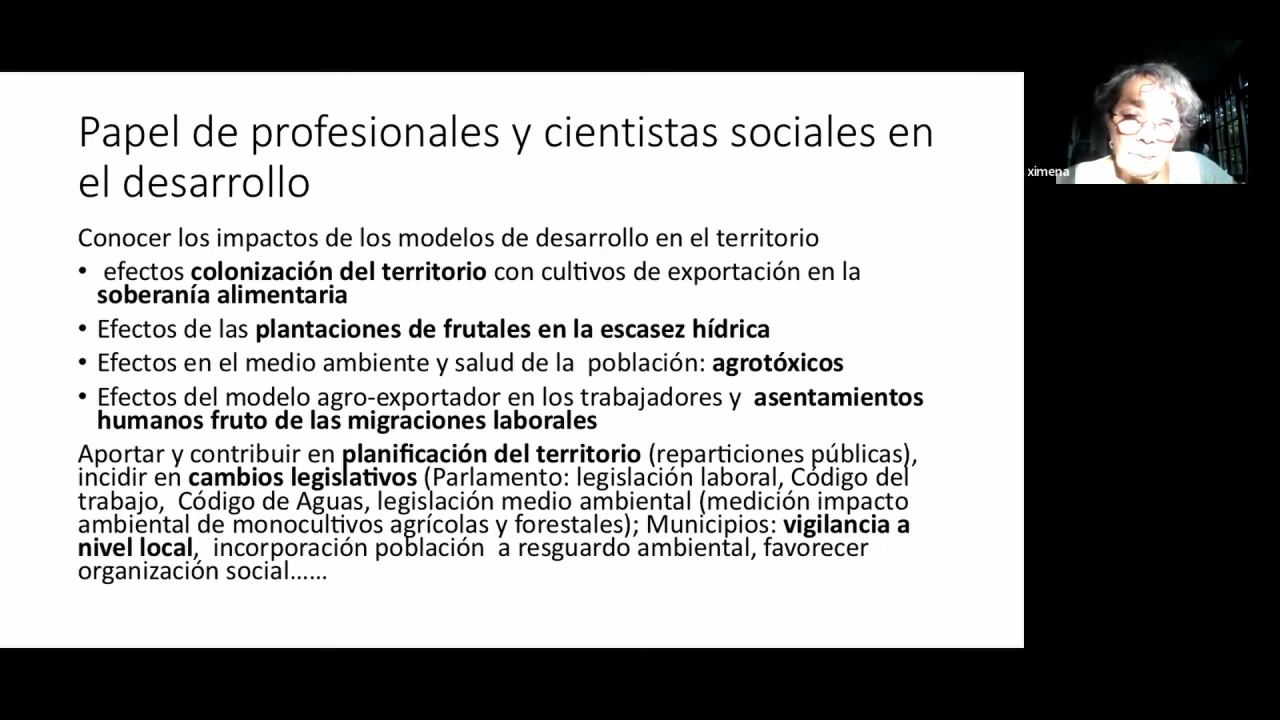 Papel de profesionales y cientistas sociales en
el desarrollo
Conocer los impactos de los modelos de desarrollo en el territorio
• efectos colonización del territorio con cultivos de exportación en la
soberanía alimentaria
• Efectos de las plantaciones de frutales en la escasez hídrica
• Efectos en el medio ambiente y salud de la población: agrotóxicos
• Efectos del modelo agro-exportador en los trabajadores y asentamientos
humanos fruto de las migraciones laborales
Aportar y contribuir en planificación del territorio (reparticiones públicas),
incidir en cambios legislativos (Parlamento: legislación laboral, Código del
trabajo, Código de Aguas, legislación medio ambiental (medición impacto
ambiental de monocultivos agrícolas y forestales); Municipios: vigilancia a
nivel local, incorporación población a resguardo ambiental, favorecer
organización social......
ximena